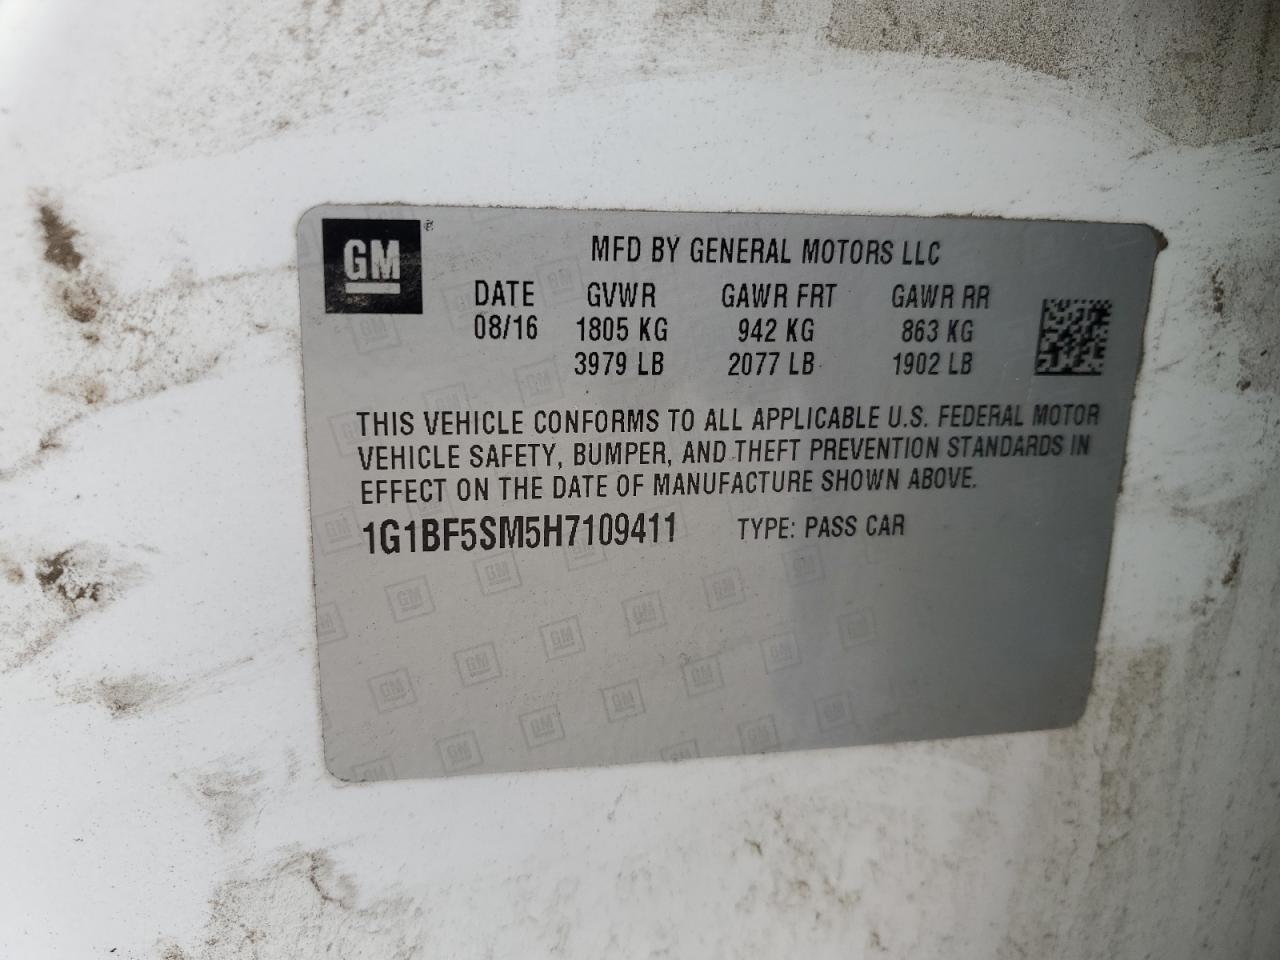 GM ®
MFD BY GENERAL MOTORS LLC
DATE GVWR GAWR FRT GAWR RR
08/16 1805 KG 942 KG 863 KG
3979 LB 2077 LB 1902 LB
THIS VEHICLE CONFORMS TO ALL APPLICABLE U.S. FEDERAL MOTOR
VEHICLE SAFETY, BUMPER, AND THEFT PREVENTION STANDARDS IN
EFFECT ON THE DATE OF MANUFACTURE SHOWN ABOVE.
1G1BF5SM5H7109411 TYPE: PASS CAR